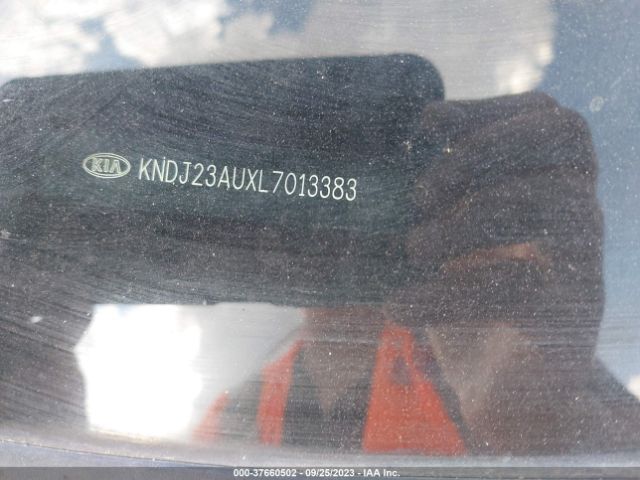 KIA KNDJ23AUXL7013383
000-37660502 - 09/25/2023 - IAA Inc.